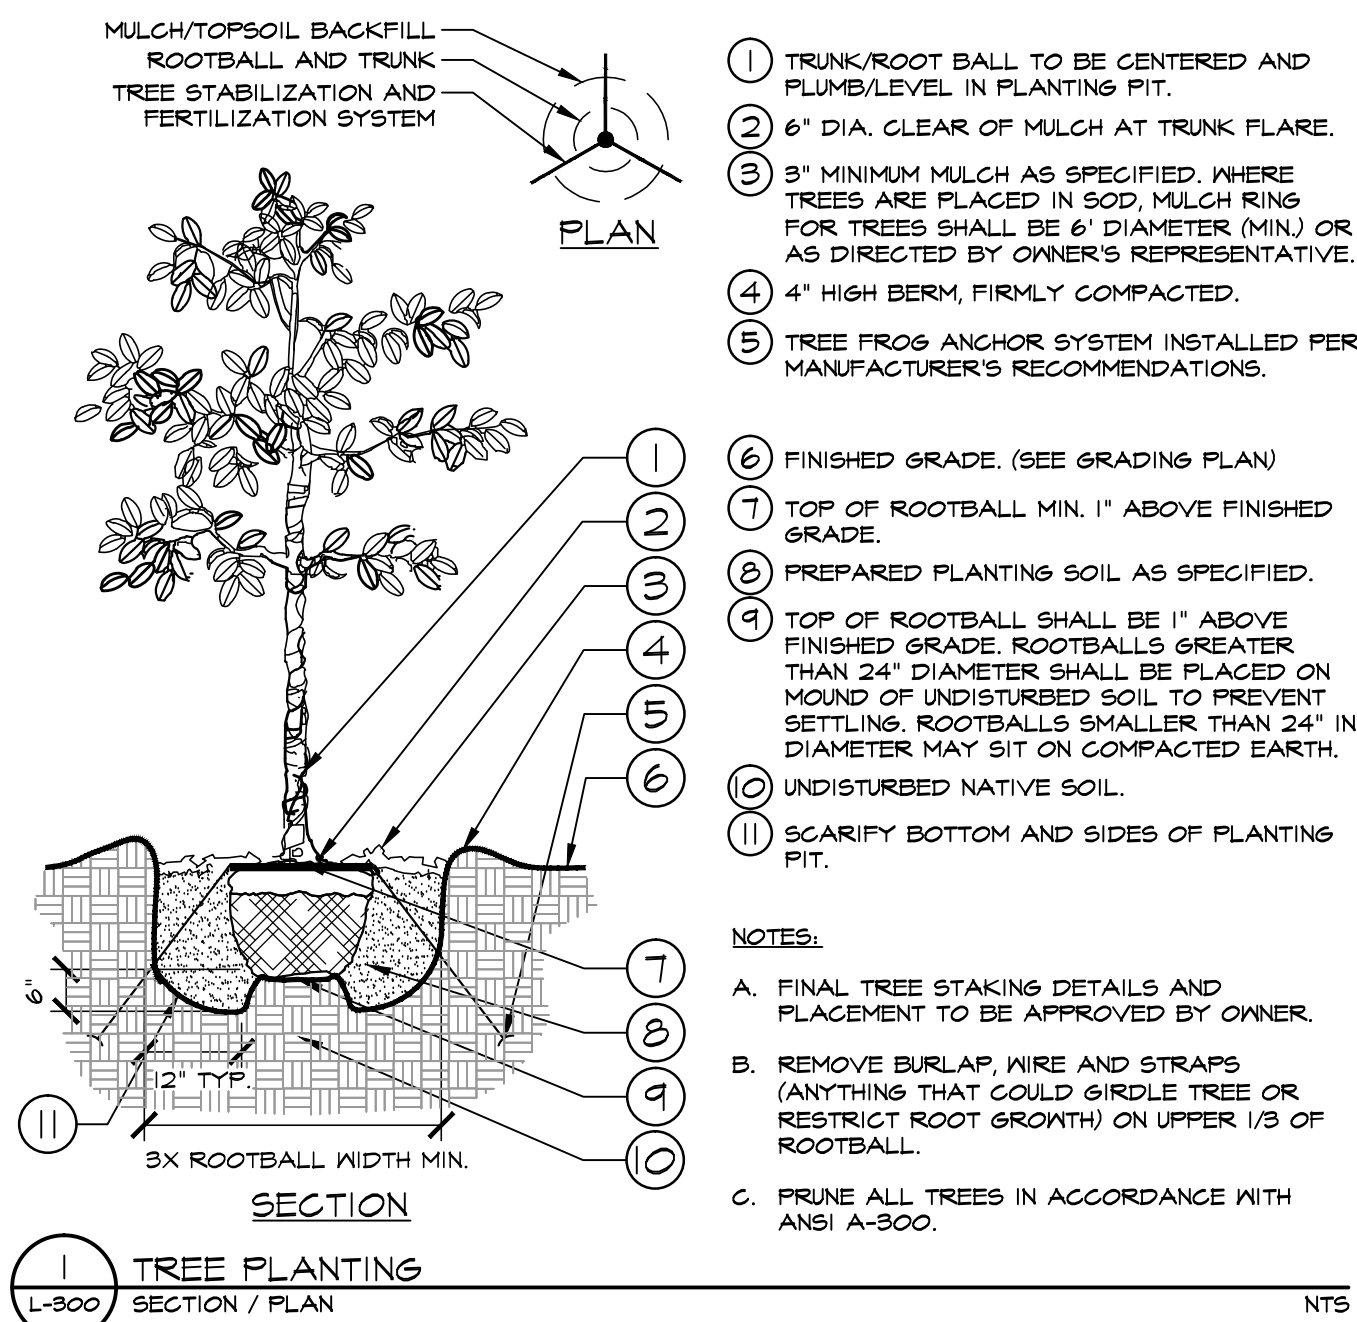 MULCH/TOPSOIL BACKFILL
ROOTBALL AND TRUNK
TREE STABILIZATION AND
FERTILIZATION SYSTEM
PLAN
1 TRUNK/ROOT BALL TO BE CENTERED AND
PLUMB/LEVEL IN PLANTING PIT.
2 6" DIA. CLEAR OF MULCH AT TRUNK FLARE.
3 3" MINIMUM MULCH AS SPECIFIED. WHERE
TREES ARE PLACED IN SOD, MULCH RING
FOR TREES SHALL BE 6' DIAMETER (MIN.) OR
AS DIRECTED BY OWNER'S REPRESENTATIVE.
4 4" HIGH BERM, FIRMLY COMPACTED.
5 TREE FROG ANCHOR SYSTEM INSTALLED PER
MANUFACTURER'S RECOMMENDATIONS.
6 FINISHED GRADE. (SEE GRADING PLAN)
7 TOP OF ROOTBALL MIN. 1" ABOVE FINISHED
GRADE.
8 PREPARED PLANTING SOIL AS SPECIFIED.
9 TOP OF ROOTBALL SHALL BE 1" ABOVE
FINISHED GRADE. ROOTBALLS GREATER
THAN 24" DIAMETER SHALL BE PLACED ON
MOUND OF UNDISTURBED SOIL TO PREVENT
SETTLING. ROOTBALLS SMALLER THAN 24" IN
DIAMETER MAY SIT ON COMPACTED EARTH.
10 UNDISTURBED NATIVE SOIL.
11 SCARIFY BOTTOM AND SIDES OF PLANTING
PIT.
NOTES:
A. FINAL TREE STAKING DETAILS AND
PLACEMENT TO BE APPROVED BY OWNER.
B. REMOVE BURLAP, WIRE AND STRAPS
(ANYTHING THAT COULD GIRDLE TREE OR
RESTRICT ROOT GROWTH) ON UPPER 1/3 OF
ROOTBALL.
C. PRUNE ALL TREES IN ACCORDANCE WITH
ANSI A-300.
1
2
3
4
5
6
7
8
9
10
11
6"
12" TYP.
3X ROOTBALL WIDTH MIN.
SECTION
1
L-300
TREE PLANTING
SECTION / PLAN
NTS